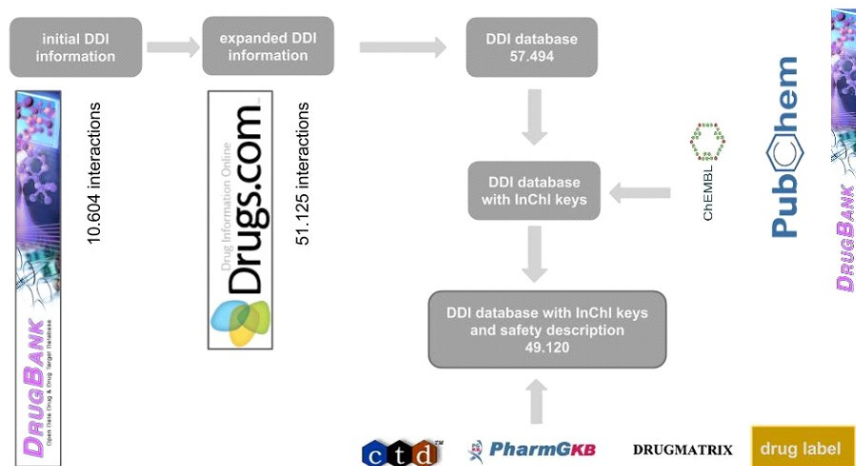 initial DDI
information
expanded DDI
information
DDI database
57.494
DRUGBANK
Open Data Drug & Drug Target Database
10.604 interactions
Drug Information Online
Drugs.com™
51.125 interactions
DDI database
with InChI keys
ChEMBL
PubChem
DRUGBANK
DDI database with InChI keys
and safety description
49.120
ctd™
PharmGKB
DRUGMATRIX
drug label